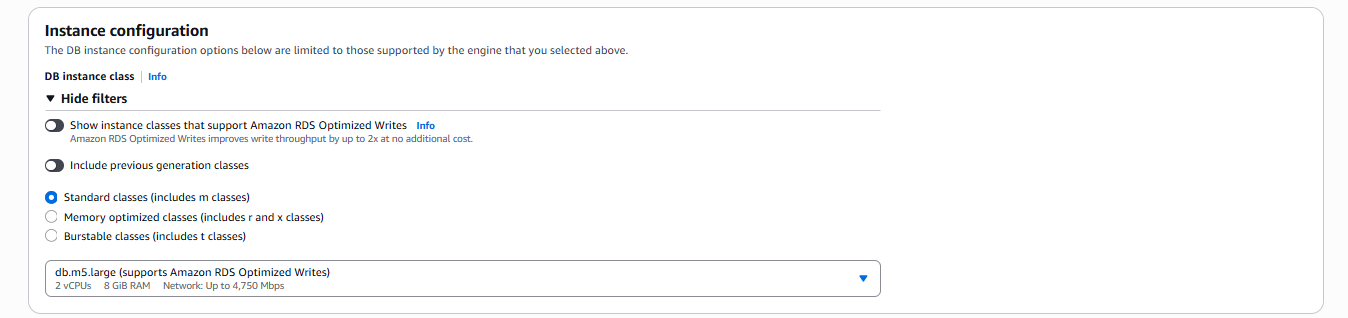 Instance configuration
The DB instance configuration options below are limited to those supported by the engine that you selected above.
DB instance class Info
Hide filters
Show instance classes that support Amazon RDS Optimized Writes Info
Amazon RDS Optimized Writes improves write throughput by up to 2x at no additional cost.
Include previous generation classes
Standard classes (includes m classes)
Memory optimized classes (includes r and x classes)
Burstable classes (includes t classes)
db.m5.large (supports Amazon RDS Optimized Writes)
2 vCPUs 8 GiB RAM Network: Up to 4,750 Mbps